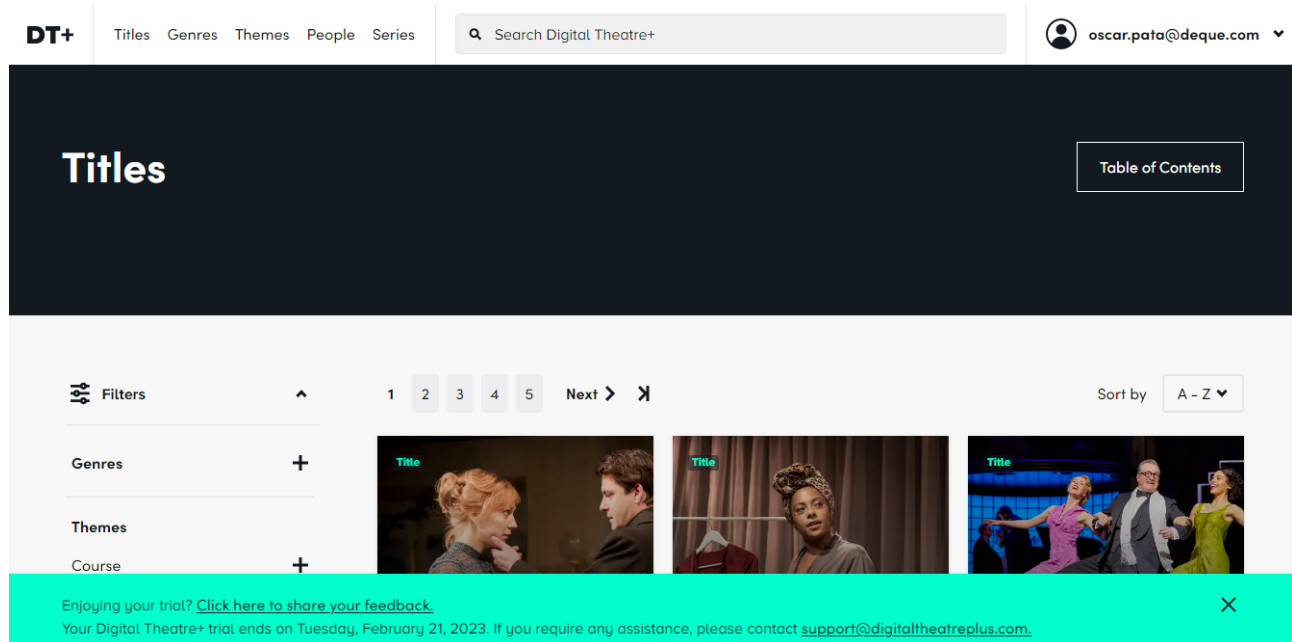 DT+ Titles Genres Themes People Series Search Digital Theatre+ oscar.pata@deque.com
Titles
Table of Contents
Filters
1 2 3 4 5 Next
Sort by A - Z
Genres
Themes
Course
Title
Title
Title
Enjoying your trial? Click here to share your feedback.
Your Digital Theatre+ trial ends on Tuesday, February 21, 2023. If you require any assistance, please contact support@digitaltheatreplus.com.